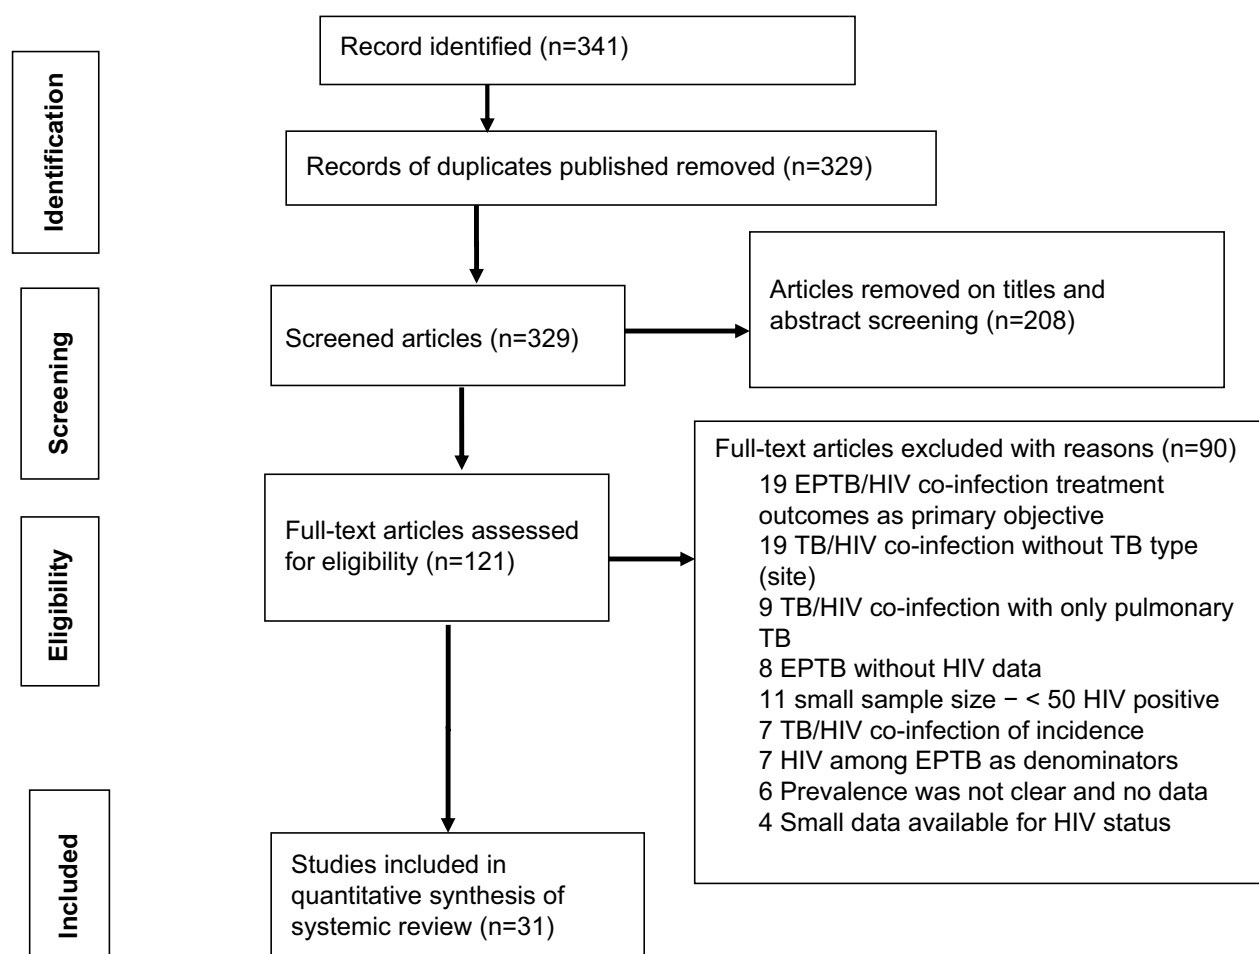 Record identified (n=341)
Identification
Records of duplicates published removed (n=329)
Screening
Screened articles (n=329)
Articles removed on titles and
abstract screening (n=208)
Eligibility
Full-text articles assessed
for eligibility (n=121)
Full-text articles excluded with reasons (n=90)
19 EPTB/HIV co-infection treatment
outcomes as primary objective
19 TB/HIV co-infection without TB type
(site)
9 TB/HIV co-infection with only pulmonary
TB
8 EPTB without HIV data
11 small sample size − < 50 HIV positive
7 TB/HIV co-infection of incidence
7 HIV among EPTB as denominators
6 Prevalence was not clear and no data
4 Small data available for HIV status
Included
Studies included in
quantitative synthesis of
systemic review (n=31)